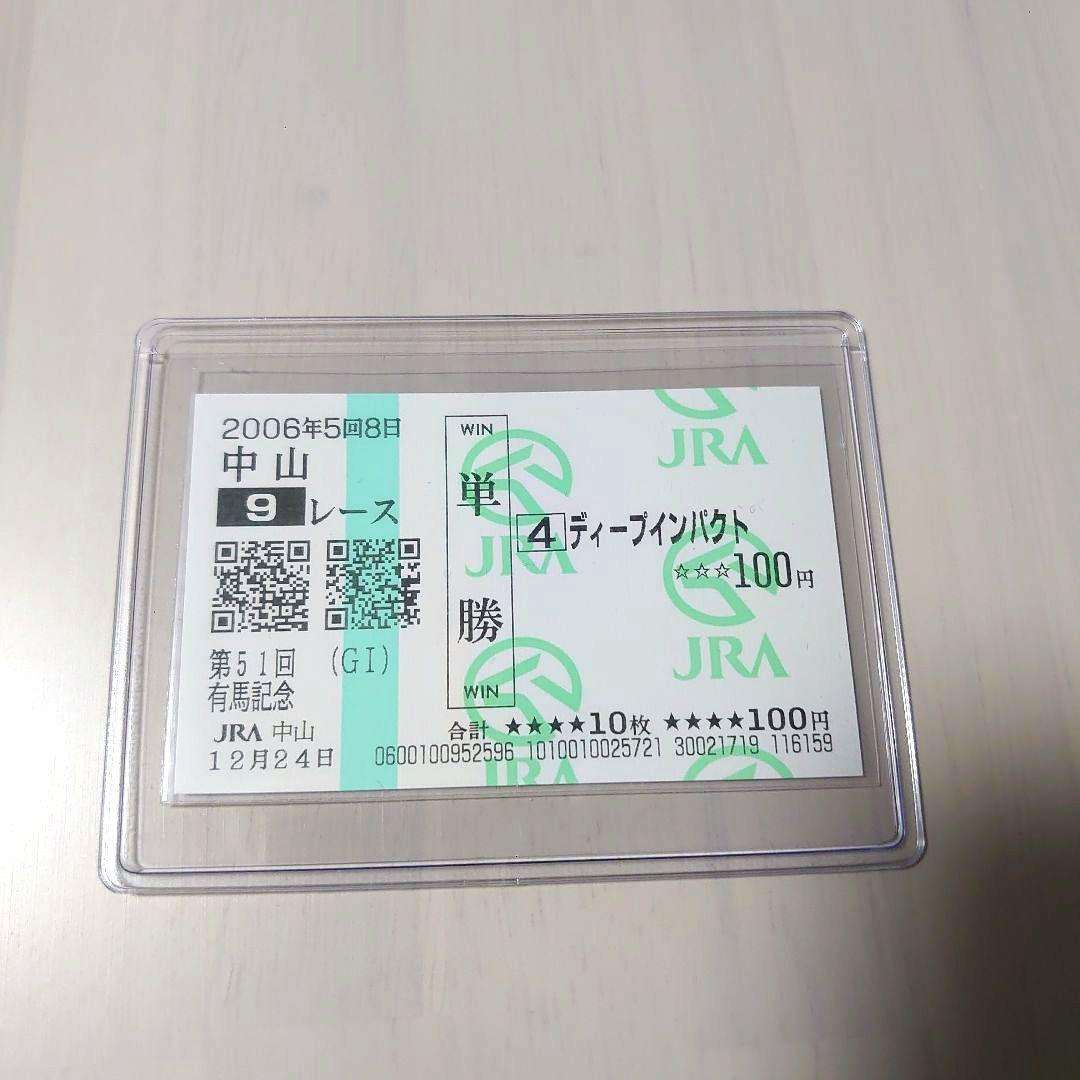 2006年5回8日
中山
9レース
第51回 (GI)
有馬記念
JRA 中山
12月24日
WIN
単
勝
WIN
4 ディープインパクト
☆☆☆100円
合計 ★★★★10枚 ★★★★100円
0600100952596 1010010025721 30021719 116159
JRA
JRA
JRA
JRA